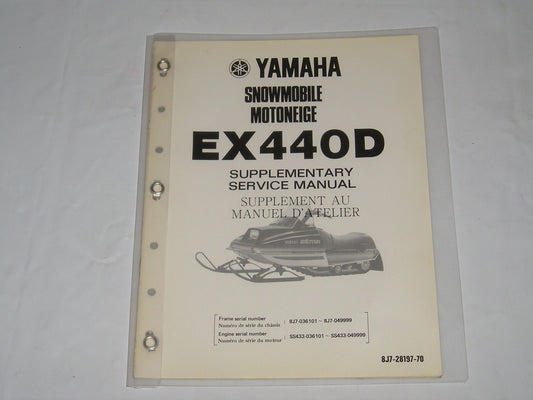 YAMAHA
SNOWMOBILE
MOTONEIGE
EX440D
SUPPLEMENTARY
SERVICE MANUAL
SUPPLEMENT AU
MANUEL D'ATELIER
Frame serial number : 8J7-036101 ~ 8J7-049999
Numéro de série du châssis
Engine serial number : SS433-036101 ~ SS433-049999
Numéro de série du moteur
8J7-28197-70